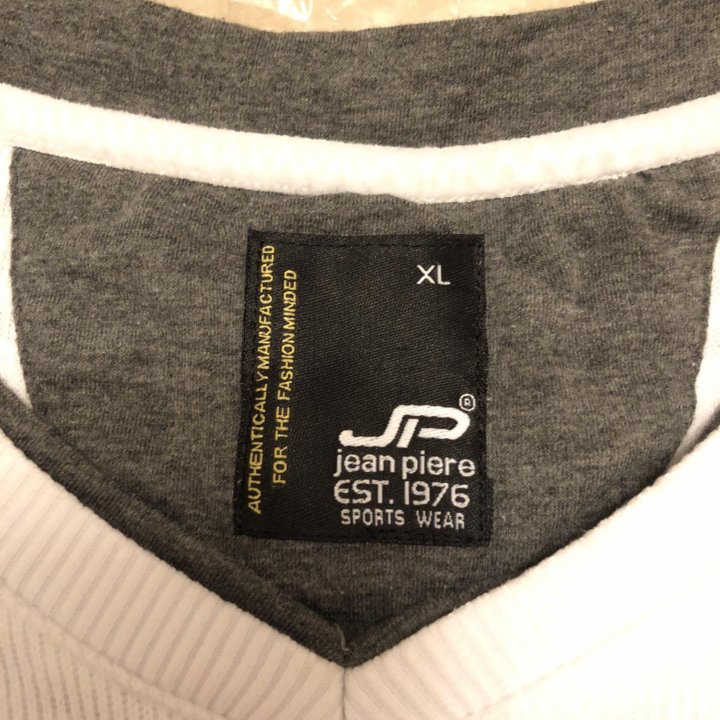 XL
AUTHENTICALLY MANUFACTURED
FOR THE FASHION MINDED
JP®
jean piere
EST. 1976
SPORTS WEAR